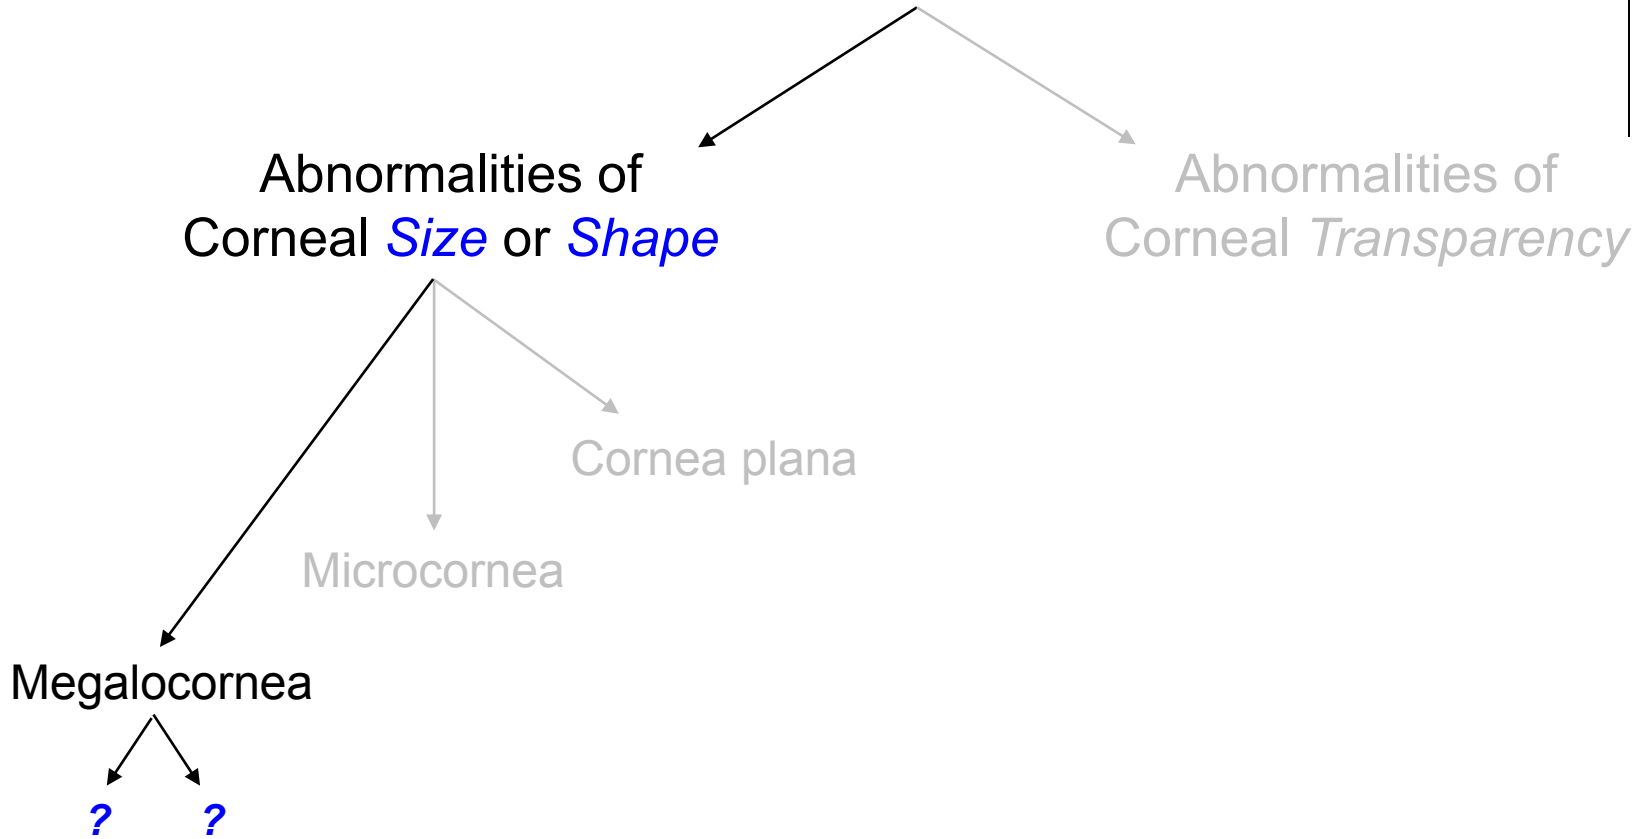 Abnormalities of
Corneal Size or Shape
Abnormalities of
Corneal Transparency
Cornea plana
Microcornea
Megalocornea
? ?